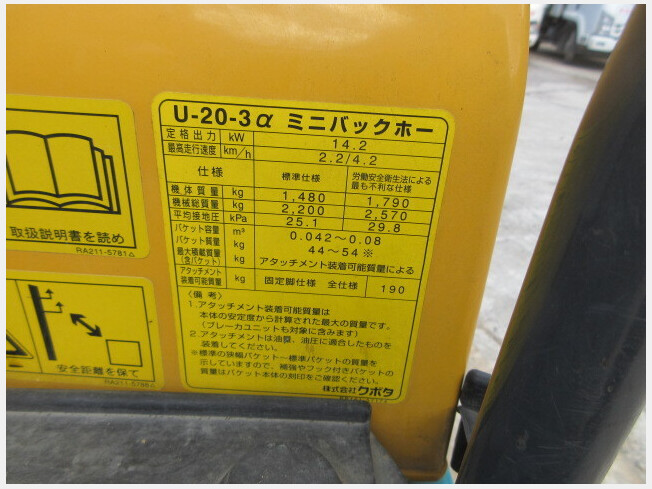 U-20-3α ミニバックホー
定格出力 kW 14.2
最高走行速度 km/h 2.2/4.2
仕様 標準仕様 労働安全衛生法による
最も不利な仕様
機体質量 kg 1,480 1,790
機械総質量 kg 2,200 2,570
平均接地圧 kPa 25.1 29.8
バケット容量 m³ 0.042～0.08
バケット質量 kg 44～54※
最大積載質量
(含バケット) kg アタッチメント装着可能質量による
アタッチメント
装着可能質量 kg 固定脚仕様 全仕様 190
〈備考〉
1.アタッチメント装着可能質量は
本体の安定度から計算された最大の質量です。
(ブレーカユニットも対象に含みます)
2.アタッチメントは油量、油圧に適合したものを
装着してください。
※標準の狭幅バケット―標準バケットの質量を
示していますので、補強やフック付きバケットの
質量はバケット本体の刻印をご確認ください。
株式会社クボタ
取扱説明書を読め
RA211-5781△
安全距離を保て